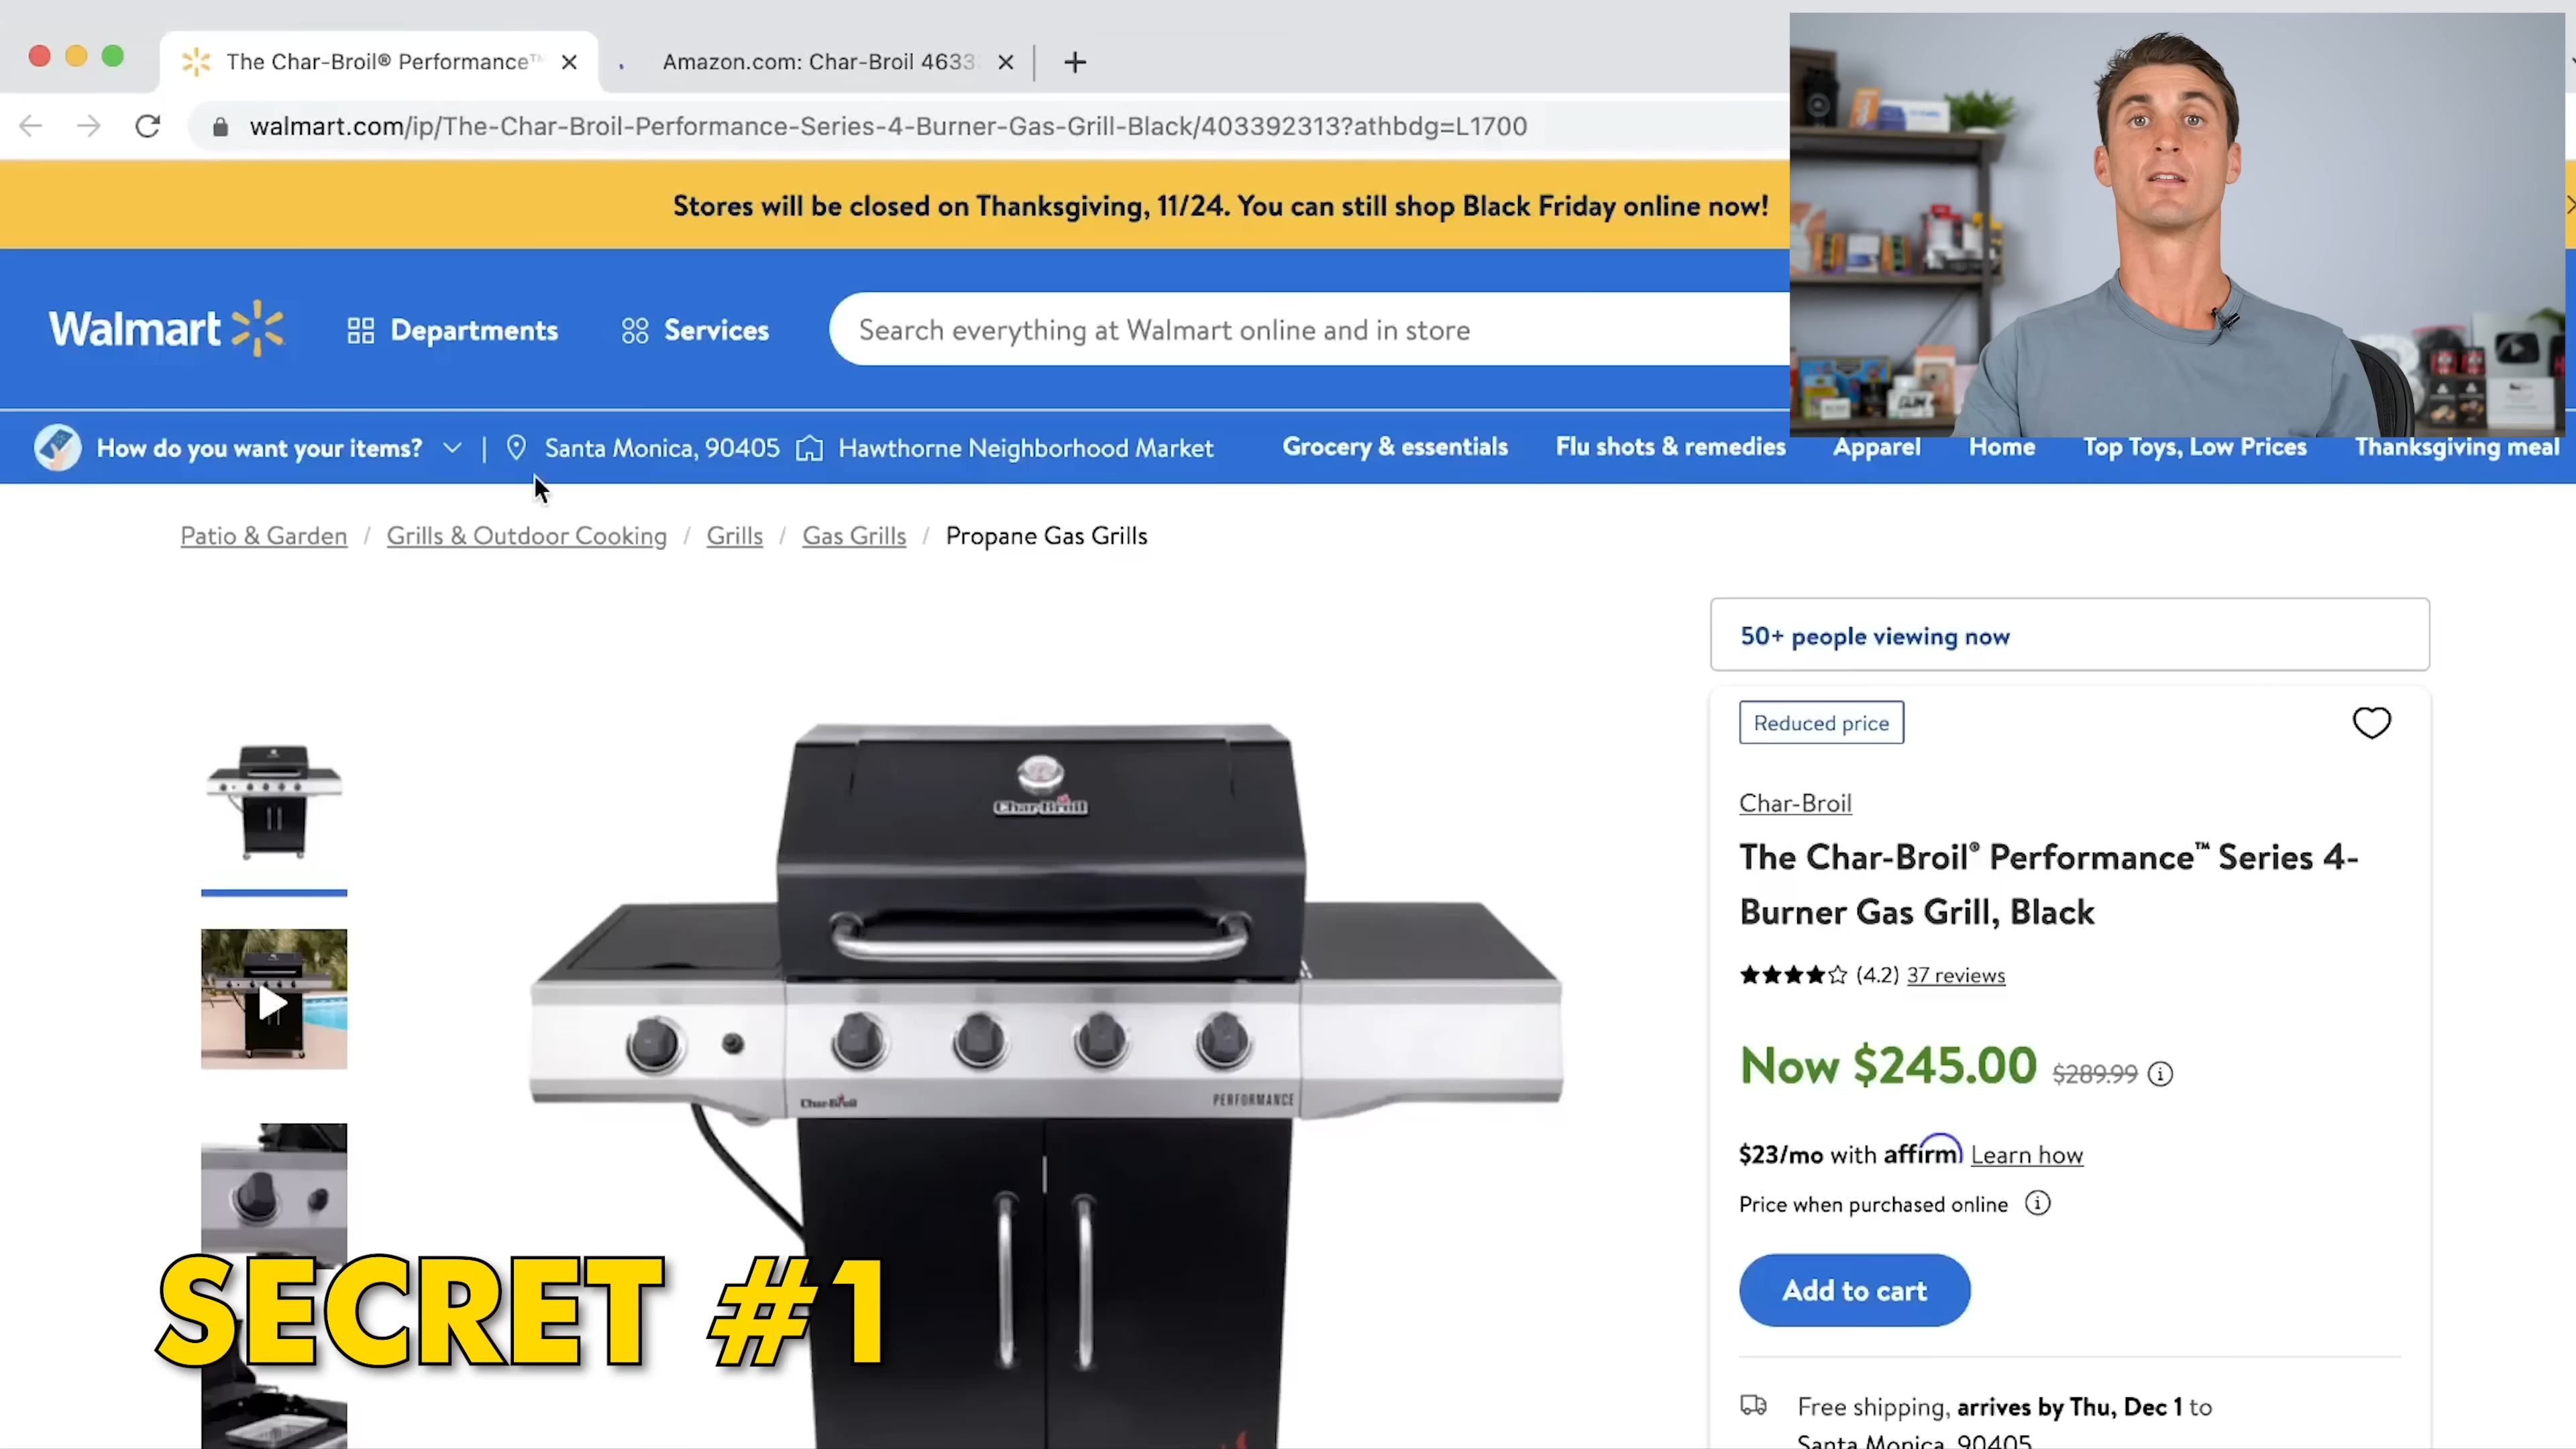 The Char-Broil® Performance™
Amazon.com: Char-Broil 4633
walmart.com/ip/The-Char-Broil-Performance-Series-4-Burner-Gas-Grill-Black/403392313?athbdg=L1700
Stores will be closed on Thanksgiving, 11/24. You can still shop Black Friday online now!
Walmart
Departments
Services
Search everything at Walmart online and in store
How do you want your items?
Santa Monica, 90405
Hawthorne Neighborhood Market
Grocery & essentials
Flu shots & remedies
Apparel
Home
Top Toys, Low Prices
Thanksgiving meal
Patio & Garden / Grills & Outdoor Cooking / Grills / Gas Grills / Propane Gas Grills
50+ people viewing now
Reduced price
Char-Broil
The Char-Broil® Performance™ Series 4-
Burner Gas Grill, Black
(4.2) 37 reviews
Now $245.00 $289.99
$23/mo with affirm Learn how
Price when purchased online
Add to cart
Free shipping, arrives by Thu, Dec 1 to
Santa Monica, 90405
Char-Broil
Char-Broil
PERFORMANCE
SECRET #1